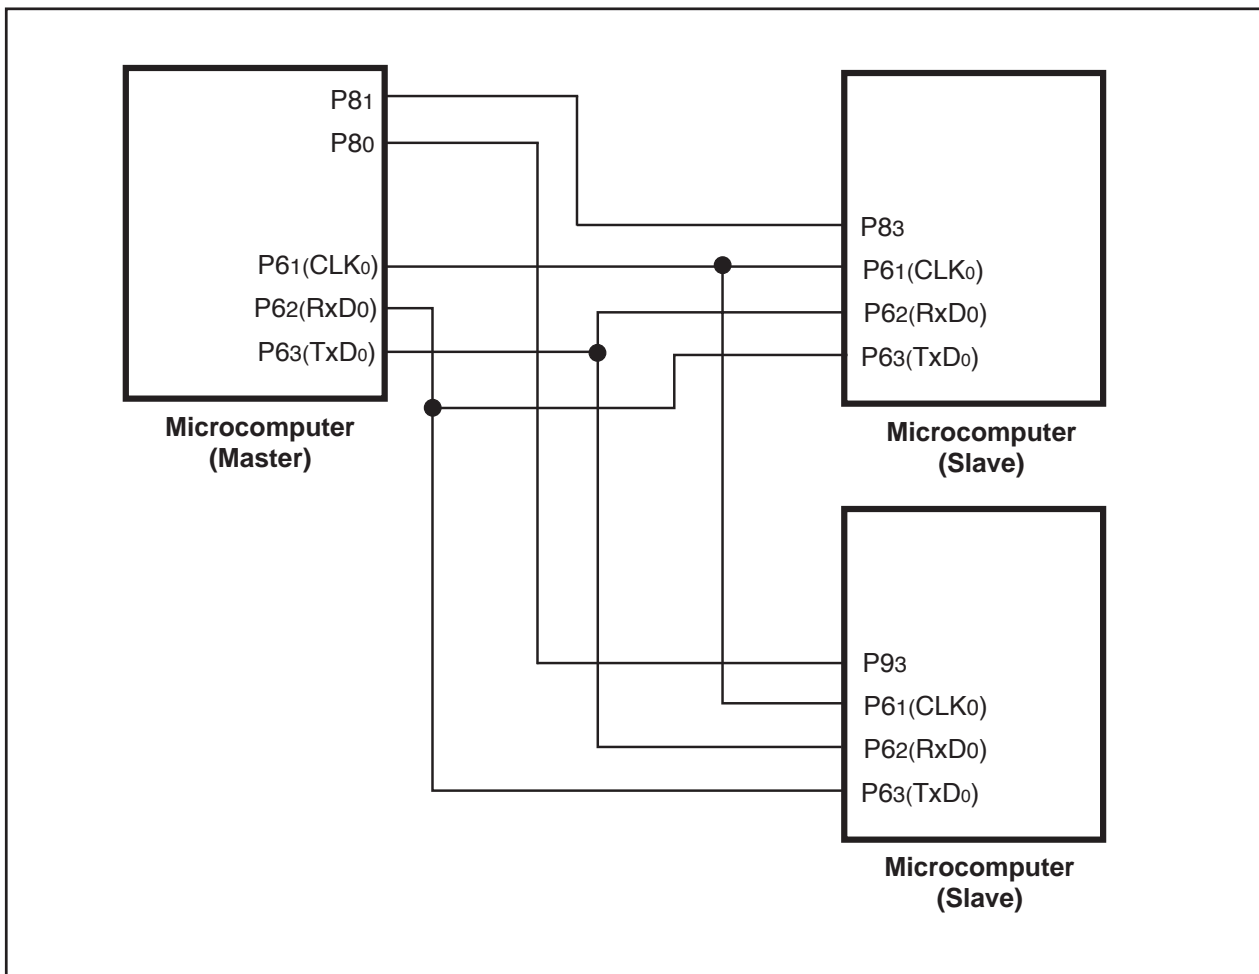 P81
P80
P61(CLK0)
P62(RxD0)
P63(TxD0)
Microcomputer
(Master)
P83
P61(CLK0)
P62(RxD0)
P63(TxD0)
Microcomputer
(Slave)
P93
P61(CLK0)
P62(RxD0)
P63(TxD0)
Microcomputer
(Slave)